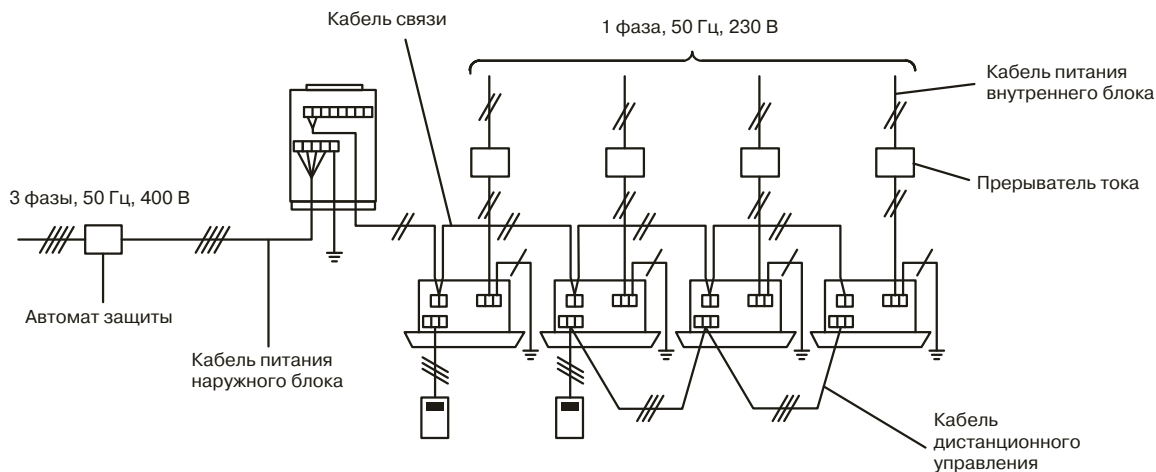 Кабель связи
1 фаза, 50 Гц, 230 В
Кабель питания
внутреннего блока
Прерыватель тока
3 фазы, 50 Гц, 400 В
Автомат защиты
Кабель питания
наружного блока
Кабель
дистанционного
управления